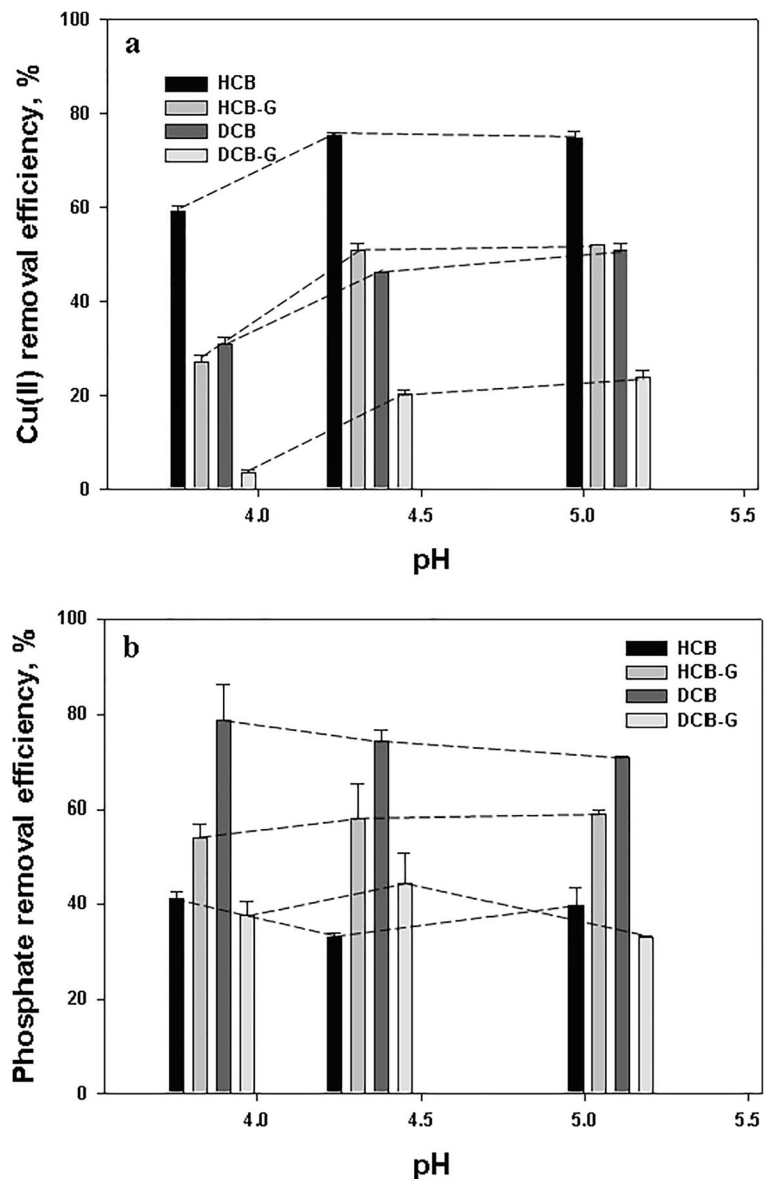 a
HCB
HCB-G
DCB
DCB-G
Cu(II) removal efficiency, %
100
80
60
40
20
0
4.0 4.5 5.0 5.5
pH
b
HCB
HCB-G
DCB
DCB-G
Phosphate removal efficiency, %
100
80
60
40
20
0
4.0 4.5 5.0 5.5
pH